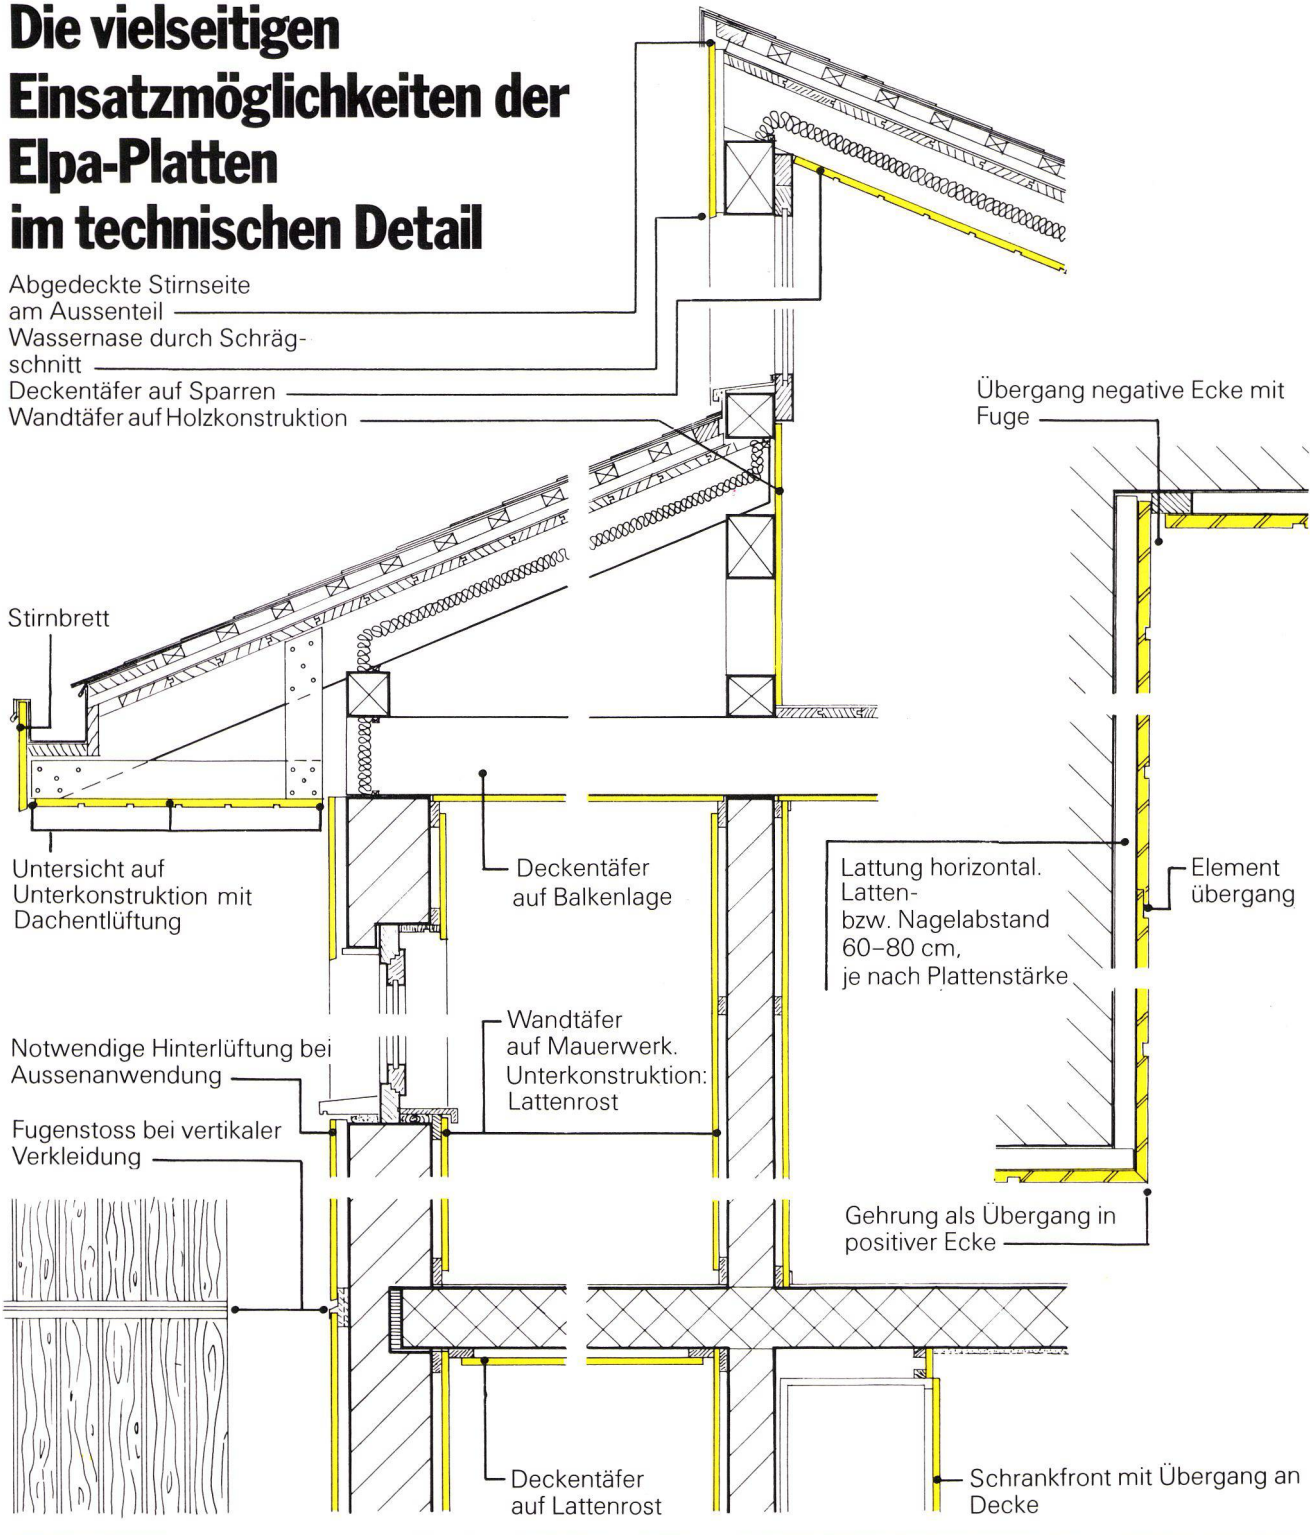 Die vielseitigen
Einsatzmöglichkeiten der
Elpa-Platten
im technischen Detail
Abgedeckte Stirnseite
am Aussenteil
Wassernase durch Schräg-
schnitt
Deckentäfer auf Sparren
Wandtäfer auf Holzkonstruktion
Übergang negative Ecke mit
Fuge
Stirnbrett
Untersicht auf
Unterkonstruktion mit
Dachentlüftung
Deckentäfer
auf Balkenlage
Lattung horizontal.
Latten-
bzw. Nagelabstand
60–80 cm,
je nach Plattenstärke
Element
übergang
Notwendige Hinterlüftung bei
Aussenanwendung
Wandtäfer
auf Mauerwerk.
Unterkonstruktion:
Lattenrost
Fugenstoss bei vertikaler
Verkleidung
Gehrung als Übergang in
positiver Ecke
Deckentäfer
auf Lattenrost
Schrankfront mit Übergang an
Decke